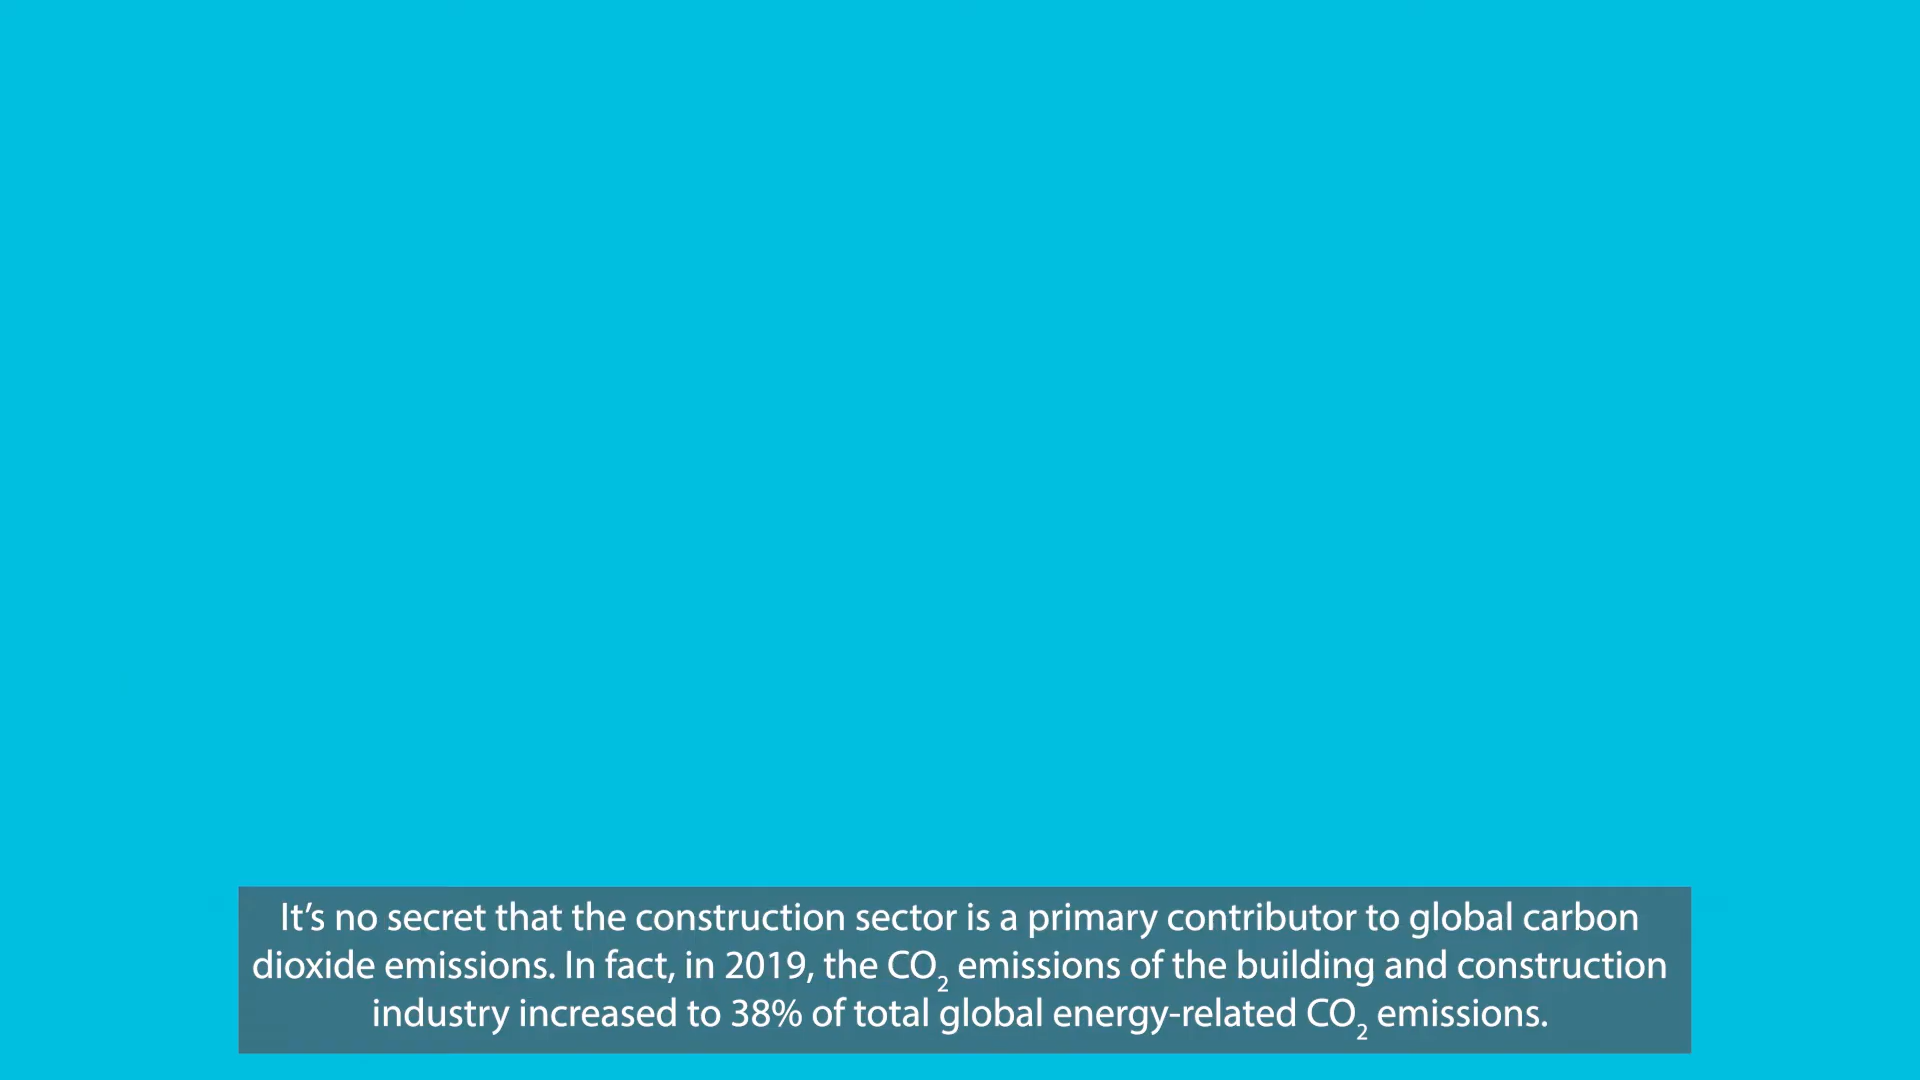 It’s no secret that the construction sector is a primary contributor to global carbon
dioxide emissions. In fact, in 2019, the CO₂ emissions of the building and construction
industry increased to 38% of total global energy-related CO₂ emissions.